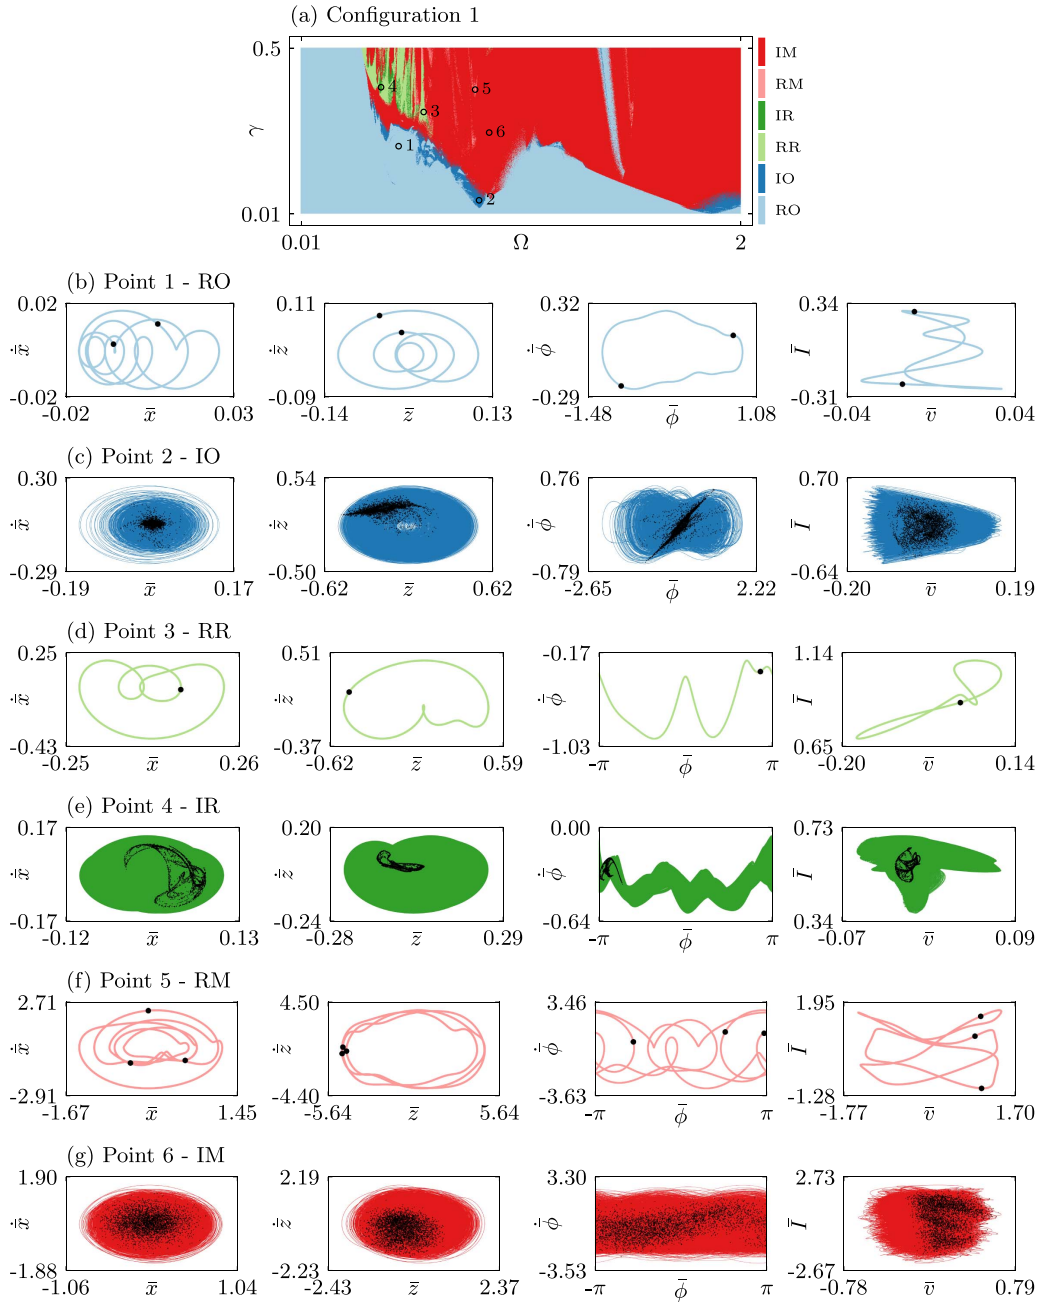 (a) Configuration 1
0.5
γ
0.01
0.01
Ω
2
4
3
5
6
1
2
IM
RM
IR
RR
IO
RO
(b) Point 1 - RO
0.02 0.11 0.32 0.34
ẋ̄ ż̄ φ̄̇ Ī
-0.02 -0.09 -0.29 -0.31
-0.02 x̄ 0.03 -0.14 z̄ 0.13 -1.48 φ̄ 1.08 -0.04 v̄ 0.04
(c) Point 2 - IO
0.30 0.54 0.76 0.70
ẋ̄ ż̄ φ̄̇ Ī
-0.29 -0.50 -0.79 -0.64
-0.19 x̄ 0.17 -0.62 z̄ 0.62 -2.65 φ̄ 2.22 -0.20 v̄ 0.19
(d) Point 3 - RR
0.25 0.51 -0.17 1.14
ẋ̄ ż̄ φ̄̇ Ī
-0.43 -0.37 -1.03 0.65
-0.25 x̄ 0.26 -0.62 z̄ 0.59 -π φ̄ π -0.20 v̄ 0.14
(e) Point 4 - IR
0.17 0.20 0.00 0.73
ẋ̄ ż̄ φ̄̇ Ī
-0.17 -0.24 -0.64 0.34
-0.12 x̄ 0.13 -0.28 z̄ 0.29 -π φ̄ π -0.07 v̄ 0.09
(f) Point 5 - RM
2.71 4.50 3.46 1.95
ẋ̄ ż̄ φ̄̇ Ī
-2.91 -4.40 -3.63 -1.28
-1.67 x̄ 1.45 -5.64 z̄ 5.64 -π φ̄ π -1.77 v̄ 1.70
(g) Point 6 - IM
1.90 2.19 3.30 2.73
ẋ̄ ż̄ φ̄̇ Ī
-1.88 -2.23 -3.53 -2.67
-1.06 x̄ 1.04 -2.43 z̄ 2.37 -π φ̄ π -0.78 v̄ 0.79